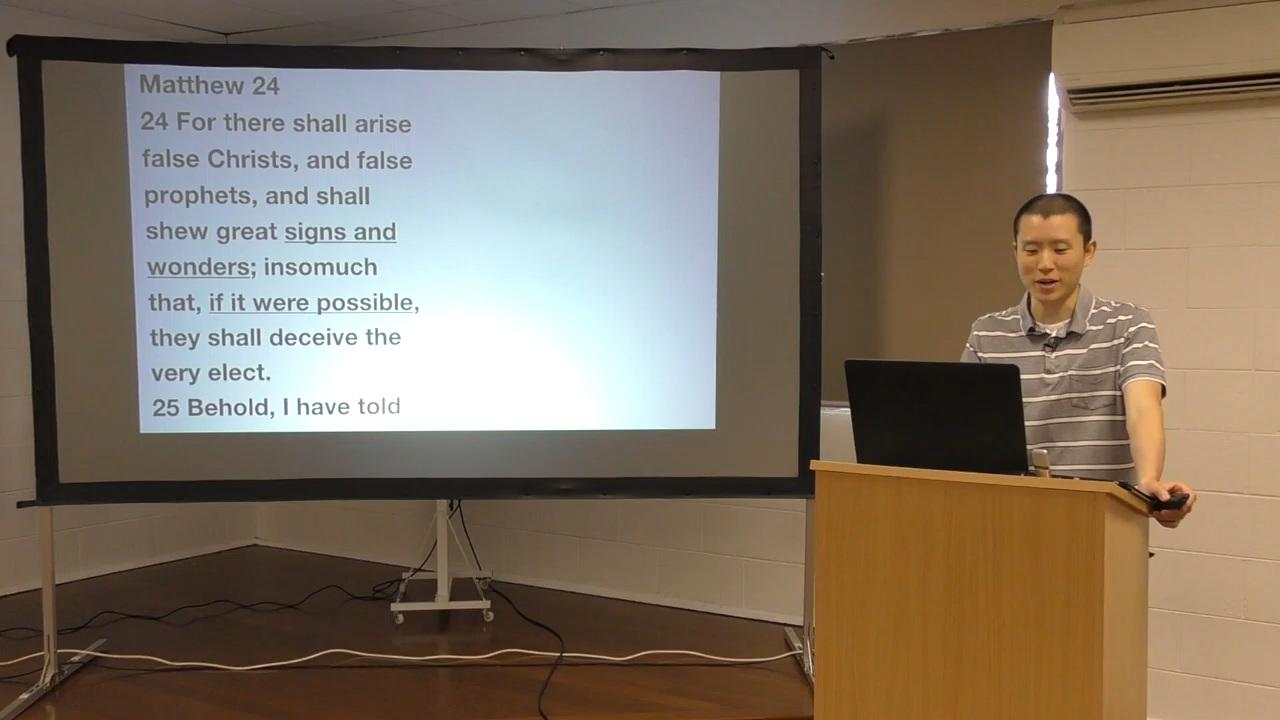 Matthew 24
24 For there shall arise
false Christs, and false
prophets, and shall
shew great signs and
wonders; insomuch
that, if it were possible,
they shall deceive the
very elect.
25 Behold, I have told